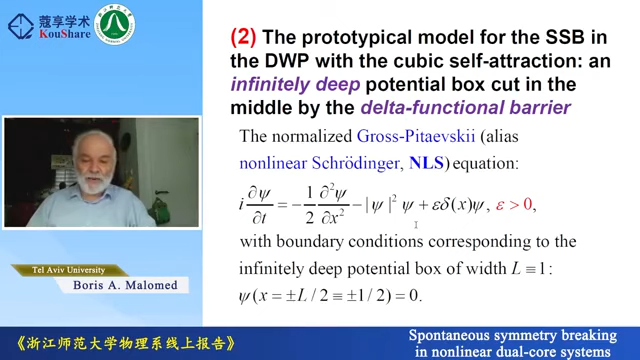 蔻享学术
KouShare
(2) The prototypical model for the SSB in
the DWP with the cubic self-attraction: an
infinitely deep potential box cut in the
middle by the delta-functional barrier
The normalized Gross-Pitaevskii (alias
nonlinear Schrödinger, NLS) equation:
i ∂ψ/∂t = −1/2 ∂²ψ/∂x² − |ψ|² ψ + εδ(x)ψ, ε > 0,
with boundary conditions corresponding to the
infinitely deep potential box of width L ≡ 1:
ψ(x = ±L / 2 ≡ ±1/2) = 0.
Tel Aviv University
Boris A. Malomed
《浙江师范大学物理系线上报告》
Spontaneous symmetry breaking
in nonlinear dual-core systems